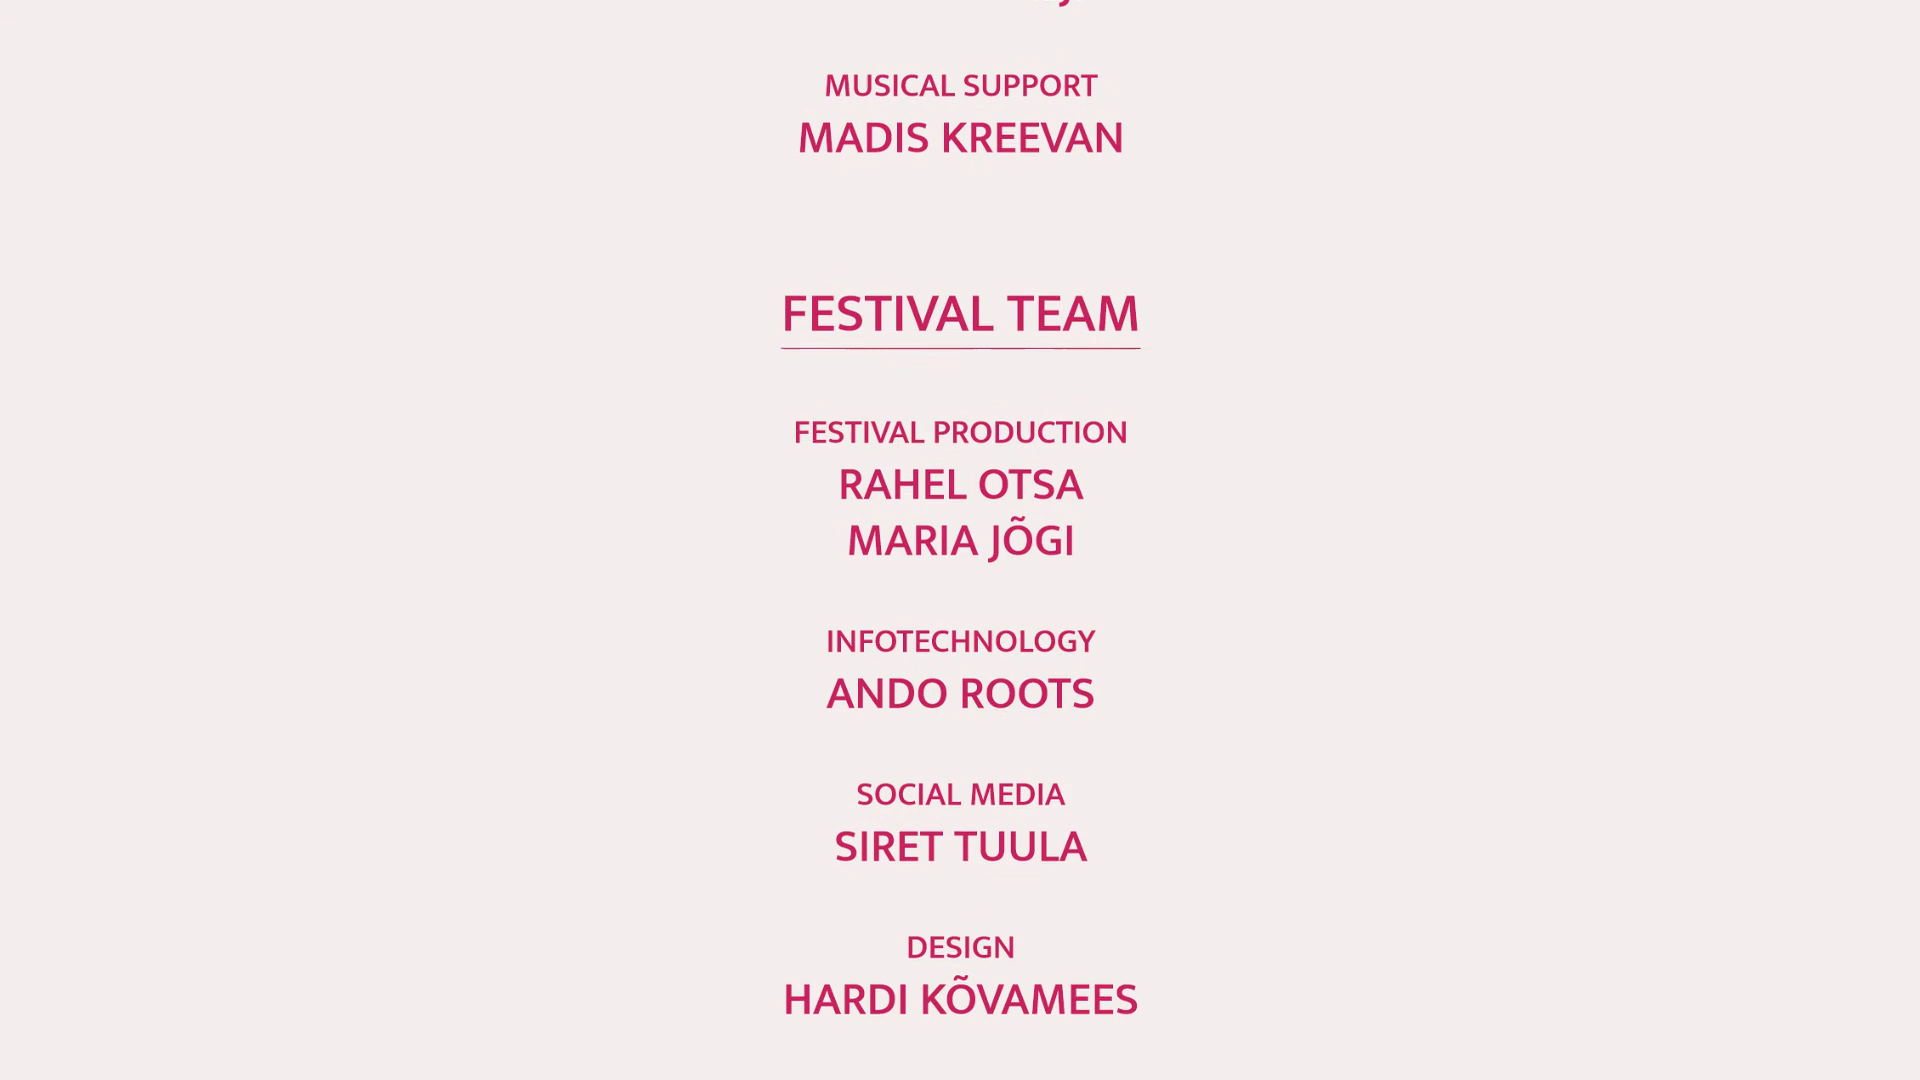 MUSICAL SUPPORT
MADIS KREEVAN
FESTIVAL TEAM
FESTIVAL PRODUCTION
RAHEL OTSA
MARIA JÕGI
INFOTECHNOLOGY
ANDO ROOTS
SOCIAL MEDIA
SIRET TUULA
DESIGN
HARDI KÕVAMEES